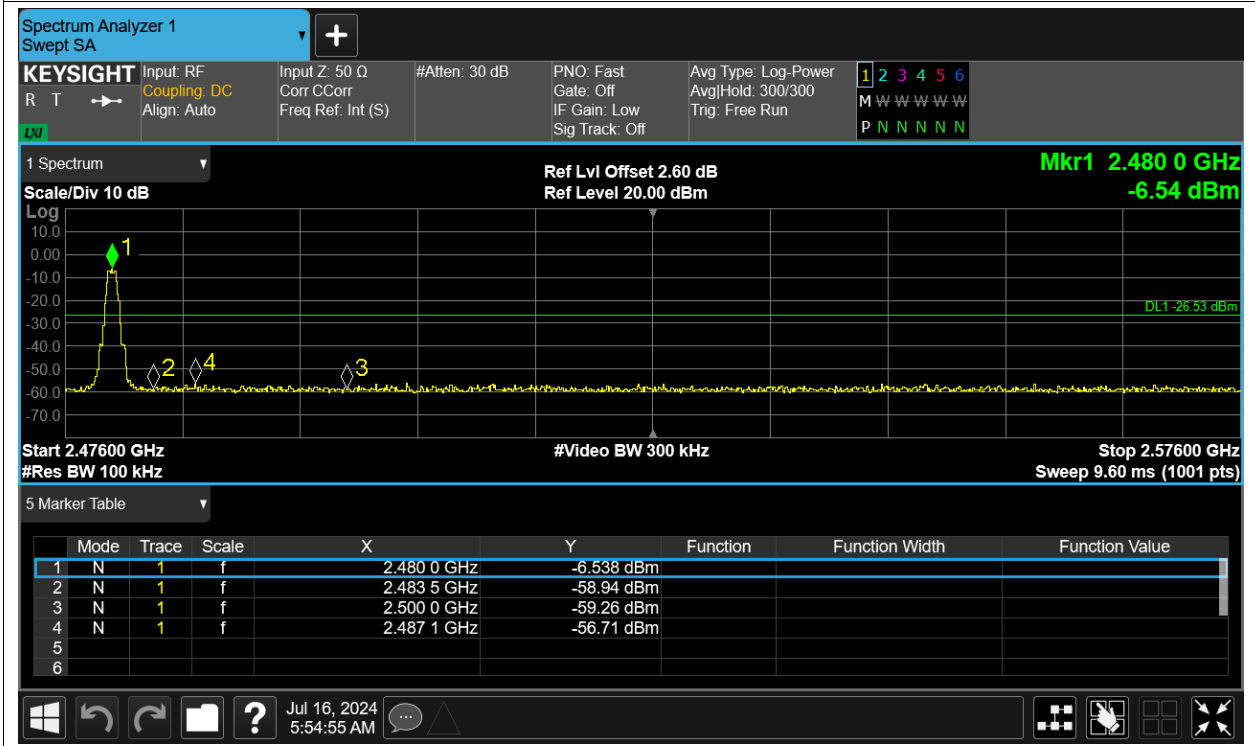 Spectrum Analyzer 1
Swept SA
+
KEYSIGHT
R T
LXI
Input: RF
Coupling: DC
Align: Auto
Input Z: 50 Ω
Corr CCorr
Freq Ref: Int (S)
#Atten: 30 dB
PNO: Fast
Gate: Off
IF Gain: Low
Sig Track: Off
Avg Type: Log-Power
Avg|Hold: 300/300
Trig: Free Run
1 2 3 4 5 6
M W W W W W
P N N N N N
1 Spectrum
Scale/Div 10 dB
Ref Lvl Offset 2.60 dB
Ref Level 20.00 dBm
Mkr1 2.480 0 GHz
-6.54 dBm
Log
10.0
0.00
-10.0
-20.0
-30.0
-40.0
-50.0
-60.0
-70.0
1
2
4
3
DL1 -26.53 dBm
Start 2.47600 GHz
#Res BW 100 kHz
#Video BW 300 kHz
Stop 2.57600 GHz
Sweep 9.60 ms (1001 pts)
5 Marker Table
Mode Trace Scale X Y Function Function Width Function Value
1 N 1 f 2.480 0 GHz -6.538 dBm
2 N 1 f 2.483 5 GHz -58.94 dBm
3 N 1 f 2.500 0 GHz -59.26 dBm
4 N 1 f 2.487 1 GHz -56.71 dBm
5
6
?
Jul 16, 2024
5:54:55 AM